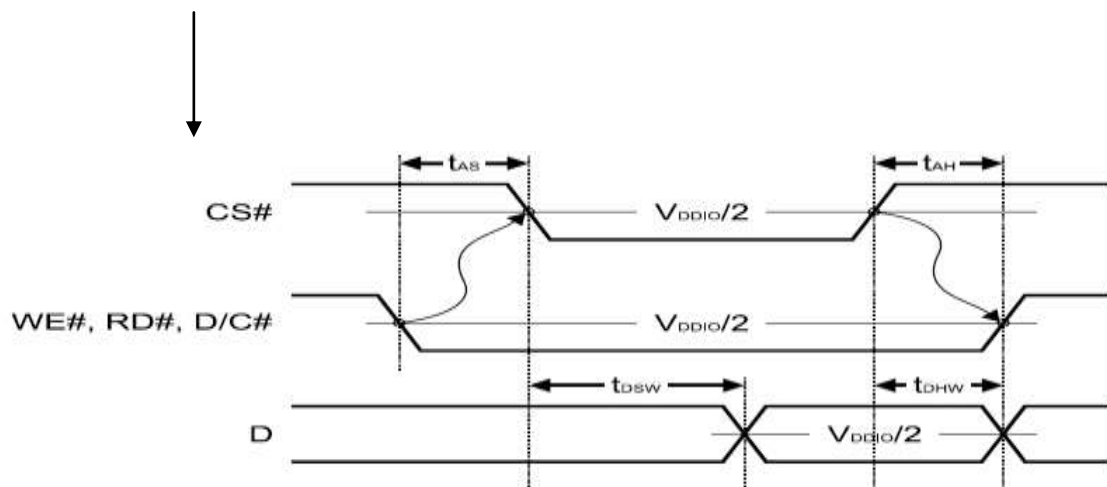 tAS tAH
CS# VDDIO/2
WE#, RD#, D/C# VDDIO/2
tDSW tDHW
D VDDIO/2